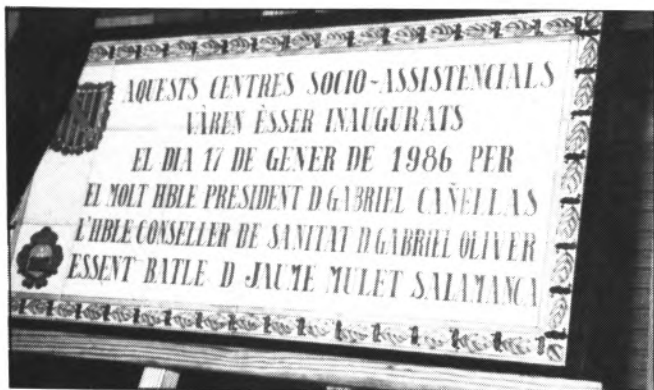 AQUESTS CENTRES SOCIO-ASSISTENCIALS
VÀREN ÈSSER INAUGURATS
EL DIA 17 DE GENER DE 1986 PER
EL MOLT HBLE PRESIDENT D GABRIEL CAÑELLAS
L'HBLE CONSELLER DE SANITAT D GABRIEL OLIVER
ESSENT BATLE D JAUME MULET SALAMANCA